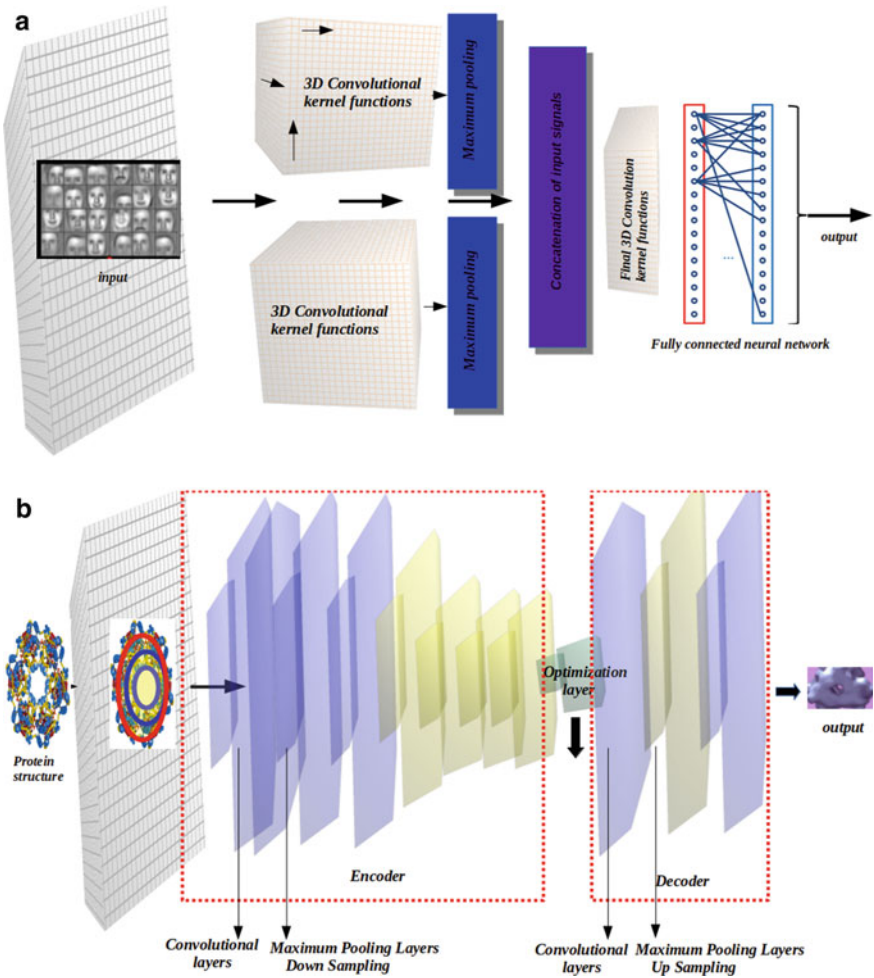 a
3D Convolutional
kernel functions
Maximum pooling
Concatenation of input signals
Final 3D Convolution
kernel functions
input
3D Convolutional
kernel functions
Maximum pooling
...
output
Fully connected neural network
b
Protein
structure
Optimization
layer
output
Encoder
Decoder
Convolutional
layers
Maximum Pooling Layers
Down Sampling
Convolutional
layers
Maximum Pooling Layers
Up Sampling